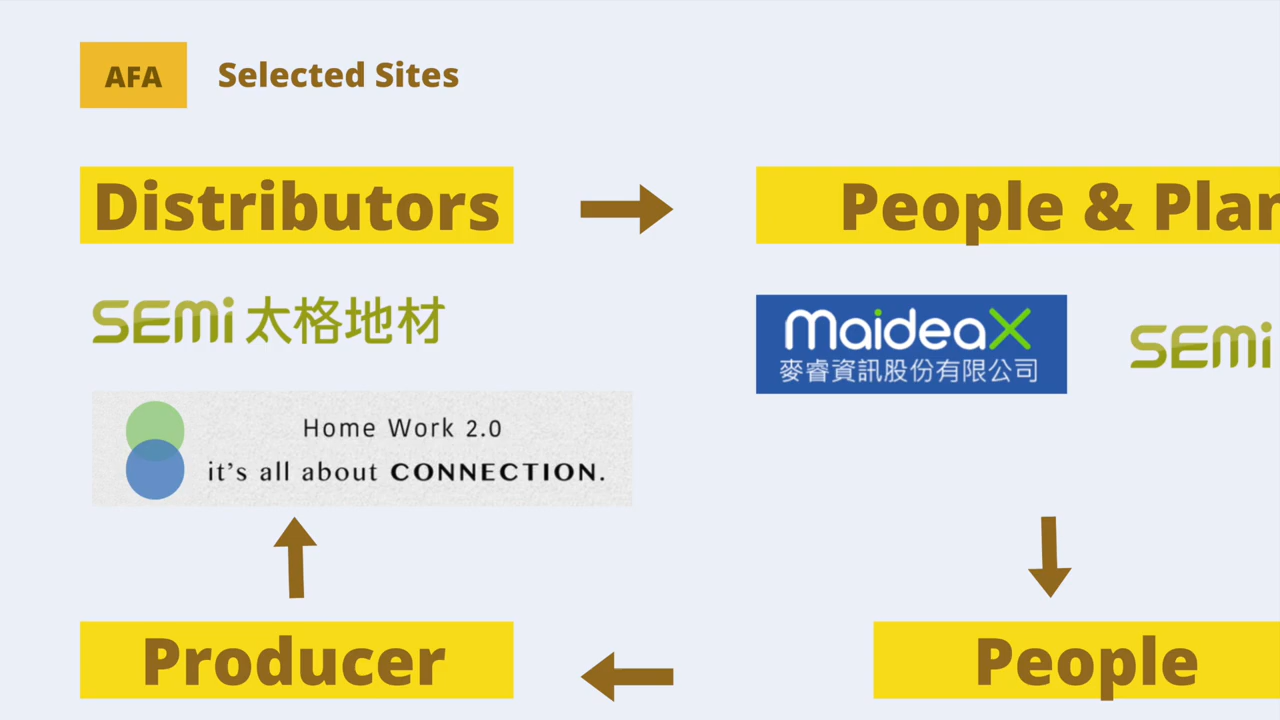 AFA
Selected Sites
Distributors
People & Plan
SEMi 太格地材
MaideaX
麥睿資訊股份有限公司
SEMi
Home Work 2.0
it's all about CONNECTION.
Producer
People